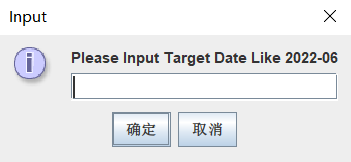 Input
Please Input Target Date Like 2022-06
确定
取消